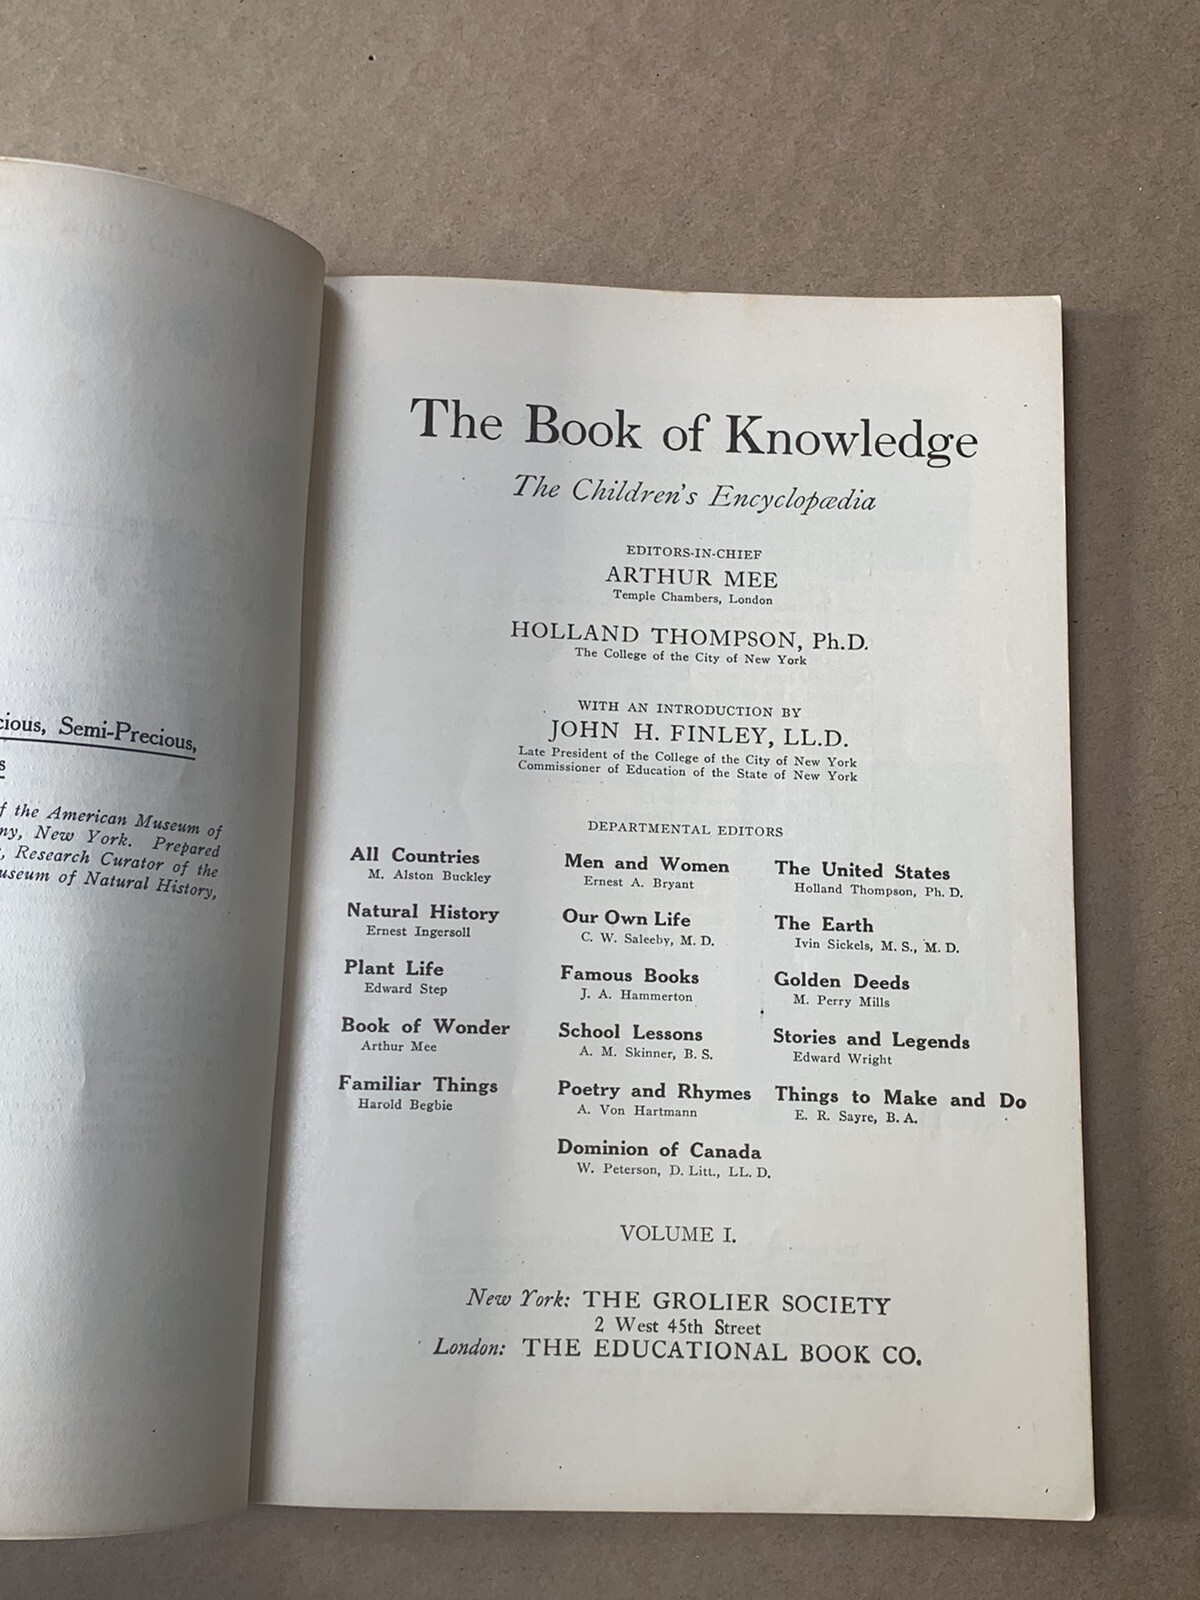 cious, Semi-Precious,
s
f the American Museum of
ny, New York. Prepared
, Research Curator of the
useum of Natural History,
The Book of Knowledge
The Children's Encyclopædia
EDITORS-IN-CHIEF
ARTHUR MEE
Temple Chambers, London
HOLLAND THOMPSON, Ph.D.
The College of the City of New York
WITH AN INTRODUCTION BY
JOHN H. FINLEY, LL.D.
Late President of the College of the City of New York
Commissioner of Education of the State of New York
DEPARTMENTAL EDITORS
All Countries
M. Alston Buckley
Natural History
Ernest Ingersoll
Plant Life
Edward Step
Book of Wonder
Arthur Mee
Familiar Things
Harold Begbie
Men and Women
Ernest A. Bryant
Our Own Life
C. W. Saleeby, M. D.
Famous Books
J. A. Hammerton
School Lessons
A. M. Skinner, B. S.
Poetry and Rhymes
A. Von Hartmann
Dominion of Canada
W. Peterson, D. Litt., LL. D.
The United States
Holland Thompson, Ph. D.
The Earth
Ivin Sickels, M. S., M. D.
Golden Deeds
M. Perry Mills
Stories and Legends
Edward Wright
Things to Make and Do
E. R. Sayre, B. A.
VOLUME I.
New York: THE GROLIER SOCIETY
2 West 45th Street
London: THE EDUCATIONAL BOOK CO.